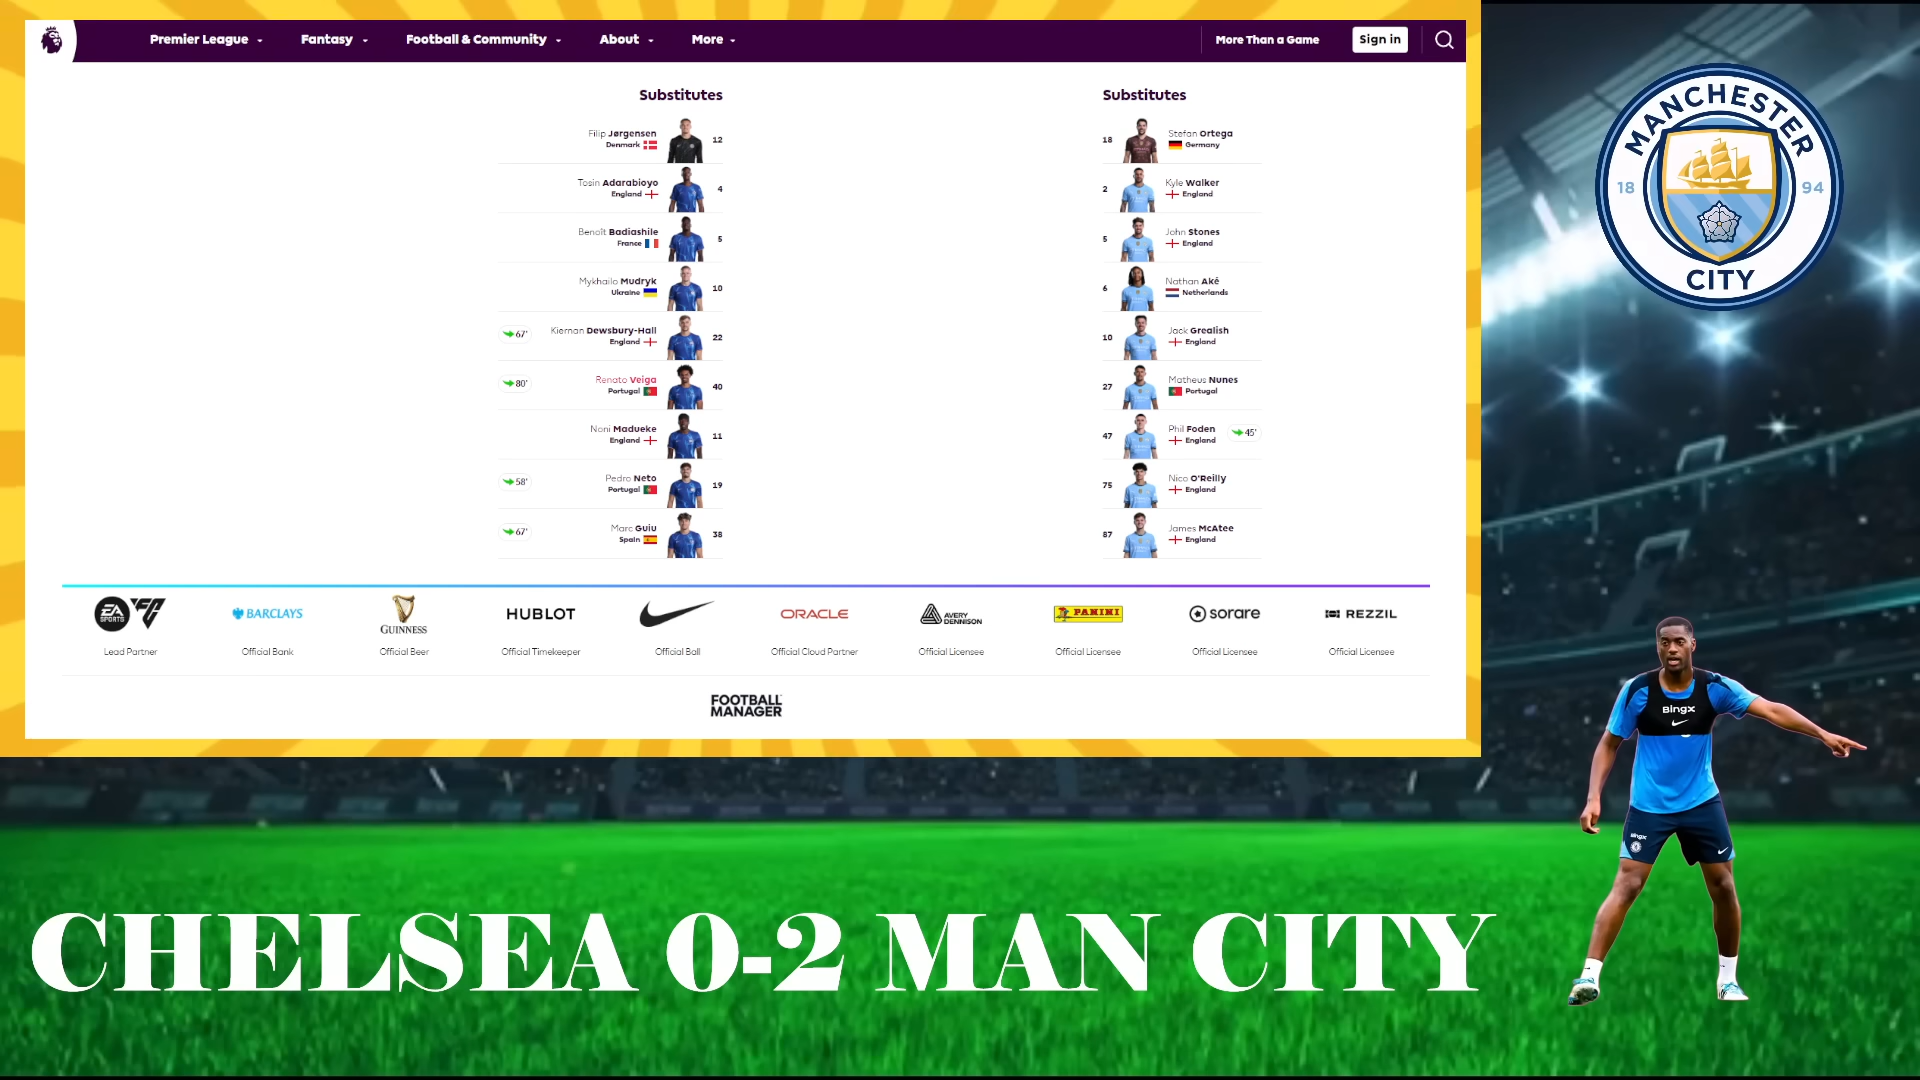 Premier League
Fantasy
Football & Community
About
More
More Than a Game
Sign in
Substitutes
Filip Jørgensen
Denmark
12
Tosin Adarabioyo
England
4
Benoît Badiashile
France
5
Mykhailo Mudryk
Ukraine
10
67'
Kiernan Dewsbury-Hall
England
22
80'
Renato Veiga
Portugal
40
Noni Madueke
England
11
58'
Pedro Neto
Portugal
19
67'
Marc Guiu
Spain
38
Substitutes
18
Stefan Ortega
Germany
2
Kyle Walker
England
5
John Stones
England
6
Nathan Aké
Netherlands
10
Jack Grealish
England
27
Matheus Nunes
Portugal
47
Phil Foden
England
45'
75
Nico O'Reilly
England
87
James McAtee
England
EA SPORTS FC
Lead Partner
BARCLAYS
Official Bank
GUINNESS
Official Beer
HUBLOT
Official Timekeeper
Official Ball
ORACLE
Official Cloud Partner
AVERY DENNISON
Official Licensee
PANINI
Official Licensee
sorare
Official Licensee
REZZIL
Official Licensee
FOOTBALL
MANAGER
MANCHESTER
18 94
CITY
BingX
BingX
CHELSEA 0-2 MAN CITY